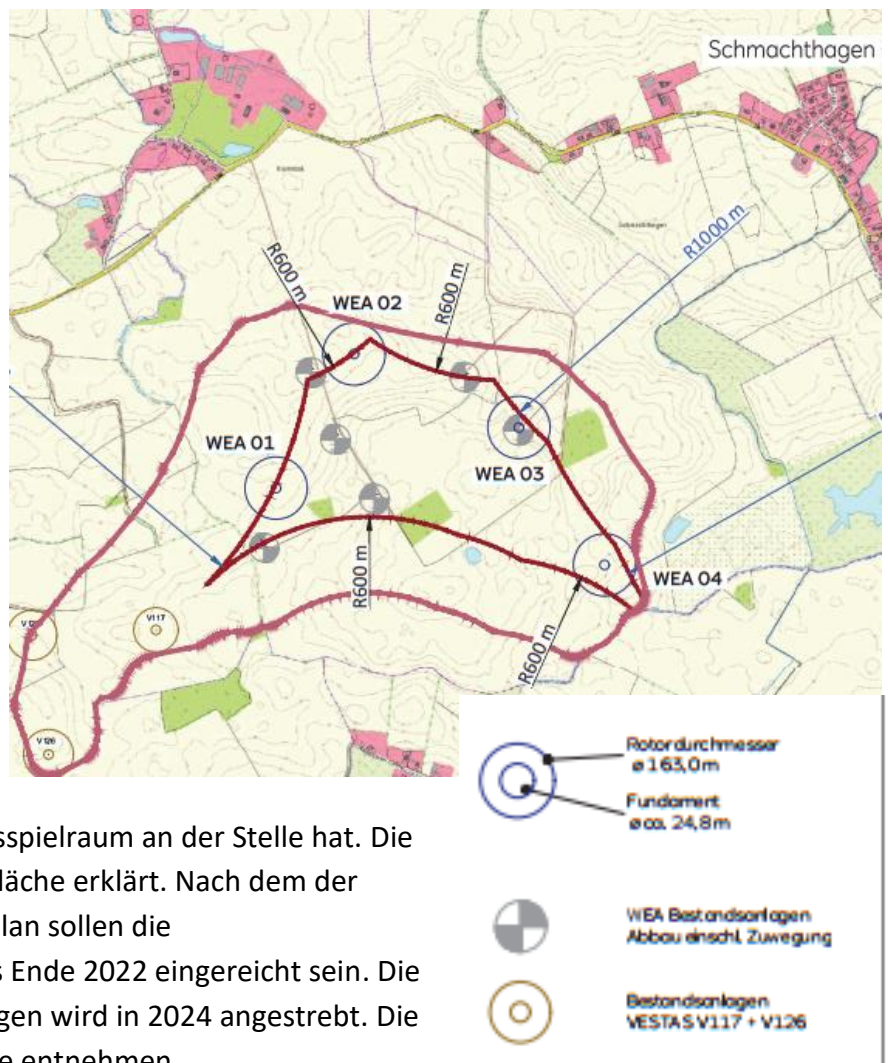 Schmachthagen
R1000 m
R600 m
WEA 02
R600 m
WEA 01
WEA 03
R600 m
WEA 04
R600 m
V117
V126
Rotordurchmesser
ø 163,0m
Fundament
ø ca. 24,8m
WEA Bestandsanlagen
Abbau einschl. Zuwegung
Bestandsanlagen
VESTAS V117 + V126
sspielraum an der Stelle hat. Die
läche erklärt. Nach dem der
lan sollen die
s Ende 2022 eingereicht sein. Die
gen wird in 2024 angestrebt. Die
e entnehmen